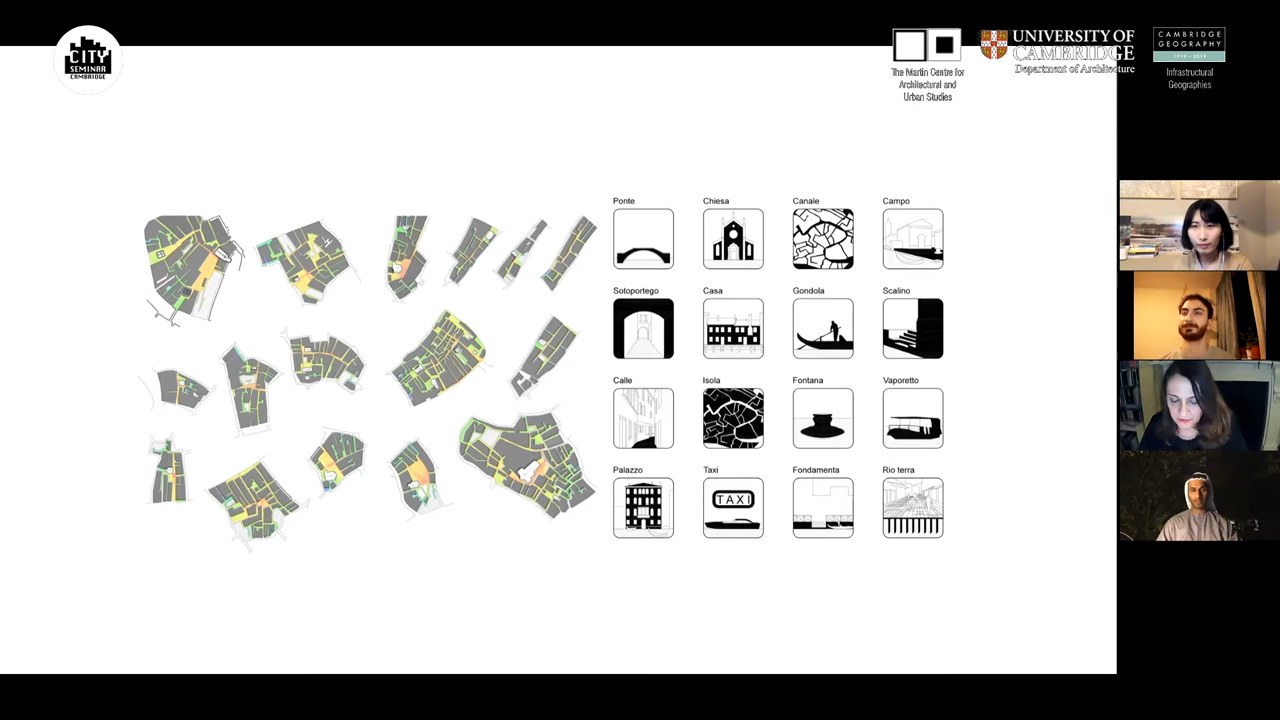 CITY
SEMINAR
CAMBRIDGE
The Martin Centre for
Architectural and
Urban Studies
UNIVERSITY OF
CAMBRIDGE
Department of Architecture
CAMBRIDGE
GEOGRAPHY
1919 - 2019
Infrastructural
Geographies
Ponte
Chiesa
Canale
Campo
Sotoportego
Casa
Gondola
Scalino
Calle
Isola
Fontana
Vaporetto
Palazzo
Taxi
Fondamenta
Rio terra
TAXI